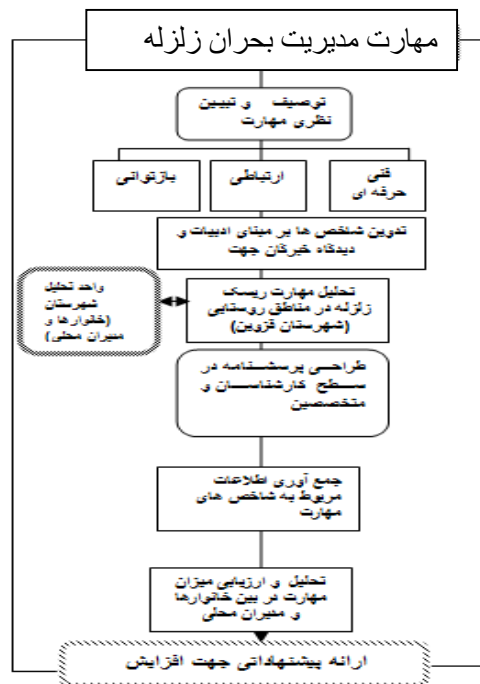 مهارت مدیریت بحران زلزله
توصیف و تبیین
نظری مهارت
فنی
حرفه ای
ارتباطی
بازتوانی
تدوین شاخص ها بر مبنای ادبیات و
دیدگاه خبرگان جهت
تحلیل مهارت ریسک
زلزله در مناطق روستایی
(شهرستان قزوین)
واحد تحلیل
شهرستان
(خانوارها و
مدیران محلی)
طراحی پرسشنامه در
سطح کارشناسان و
متخصصین
جمع آوری اطلاعات
مربوط به شاخص های
مهارت
تحلیل و ارزیابی میزان
مهارت در بین خانوارها
و مدیران محلی
ارائه پیشنهاداتی جهت افزایش